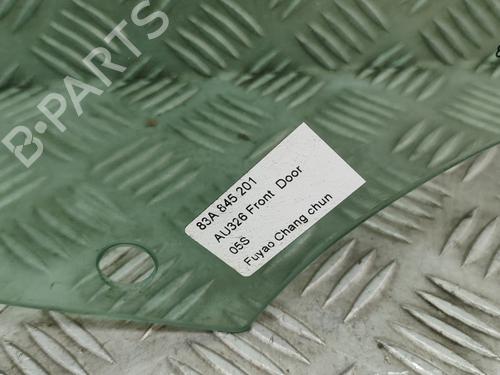 B-PARTS
83A 845 201
AU326 Front Door
05S
Fuyao Chang chun